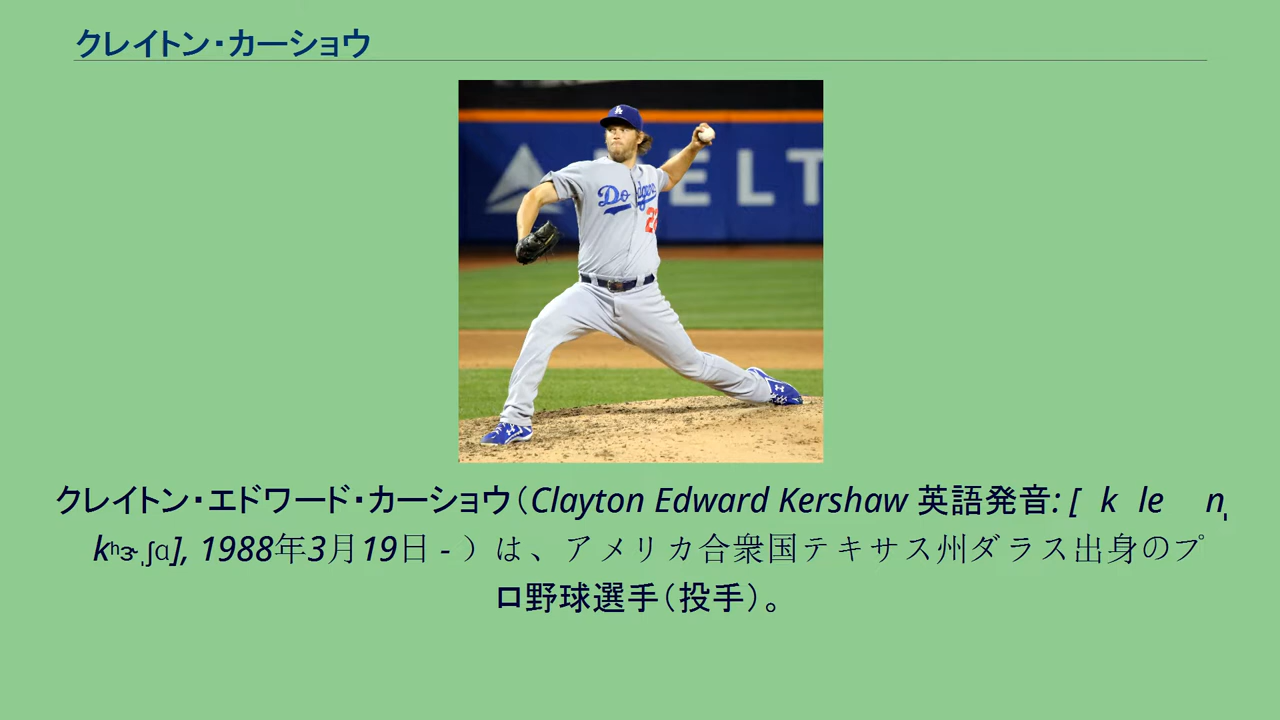 クレイトン・カーショウ
DELT
Dodgers
22
クレイトン・エドワード・カーショウ（Clayton Edward Kershaw 英語発音: [ k le n̩
kʰɝˌʃɑ], 1988年3月19日 - ）は、アメリカ合衆国テキサス州ダラス出身のプ
ロ野球選手（投手）。